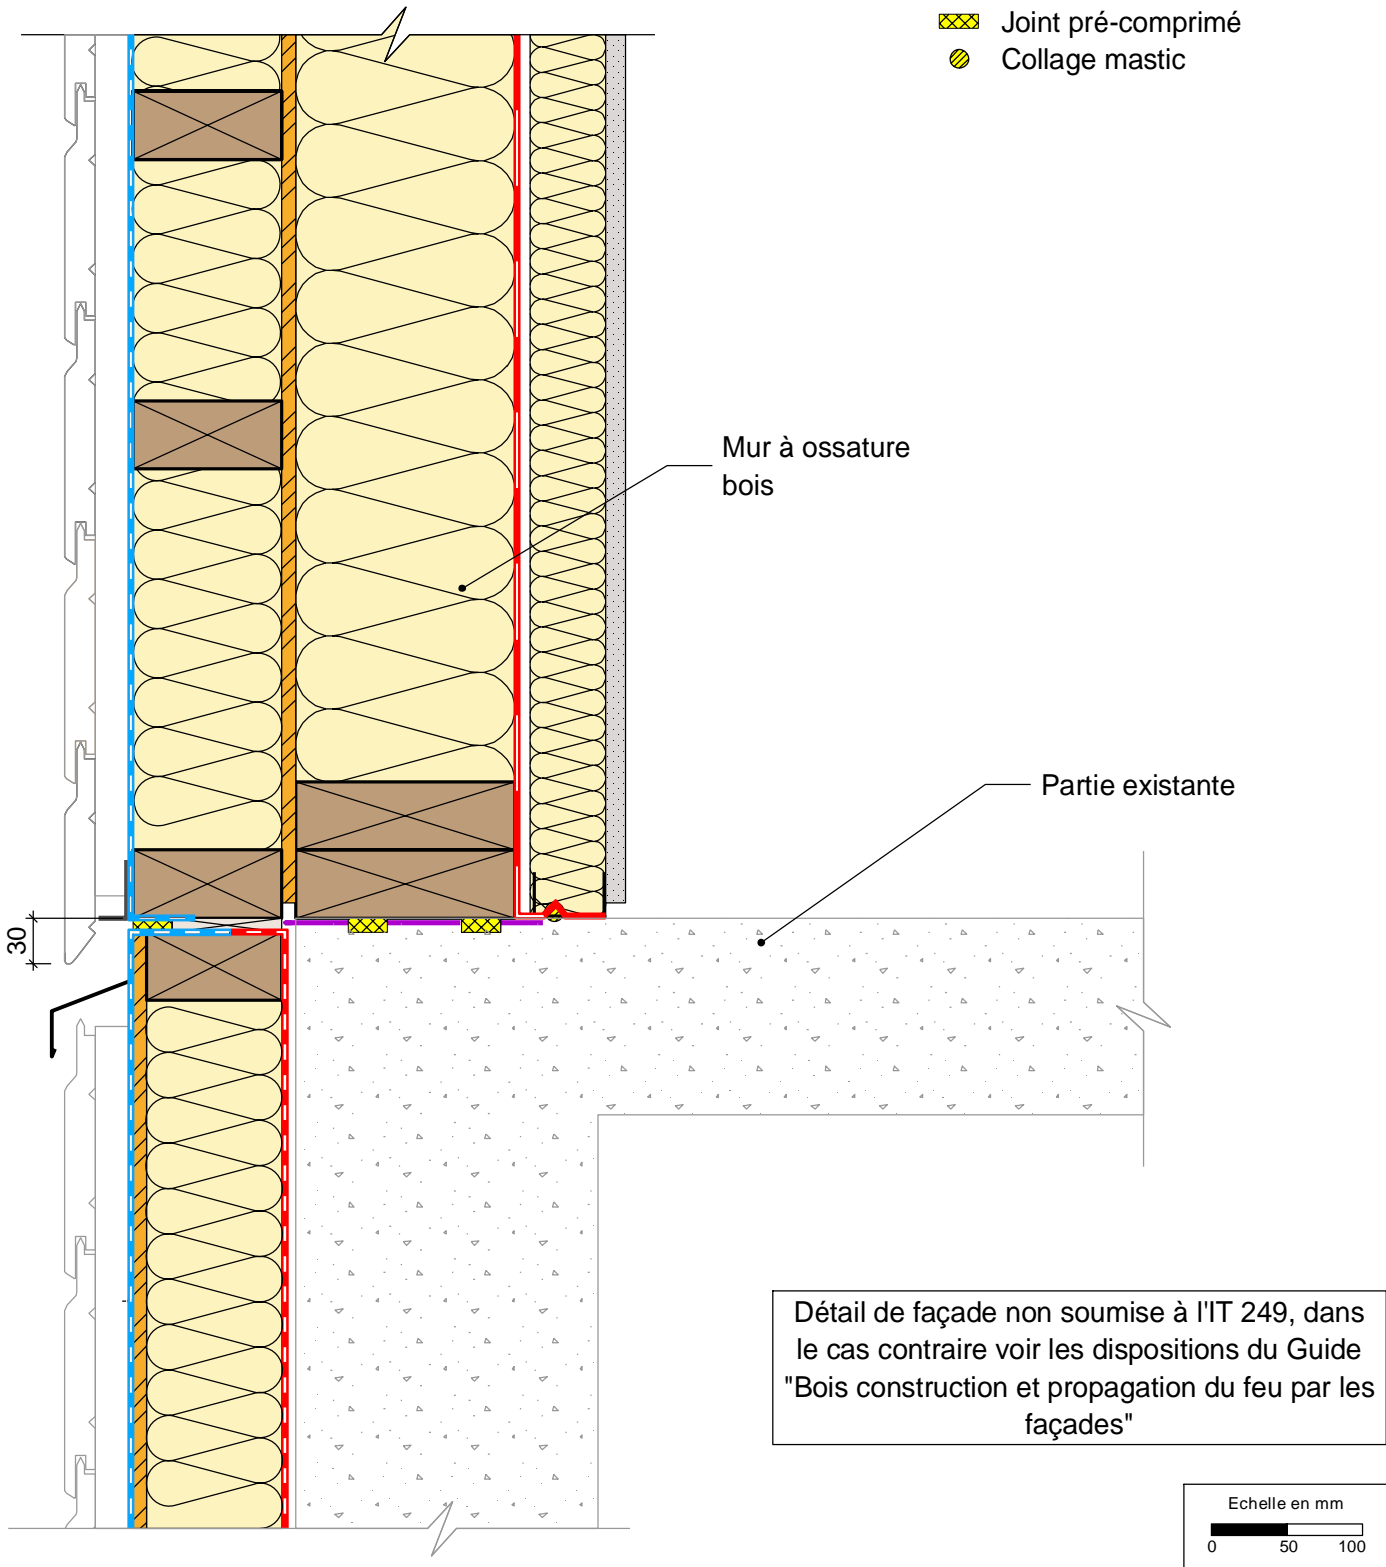 Joint pré-comprimé
Collage mastic
Mur à ossature
bois
Partie existante
30
Détail de façade non soumise à l'IT 249, dans
le cas contraire voir les dispositions du Guide
"Bois construction et propagation du feu par les
façades"
Echelle en mm
0 50 100